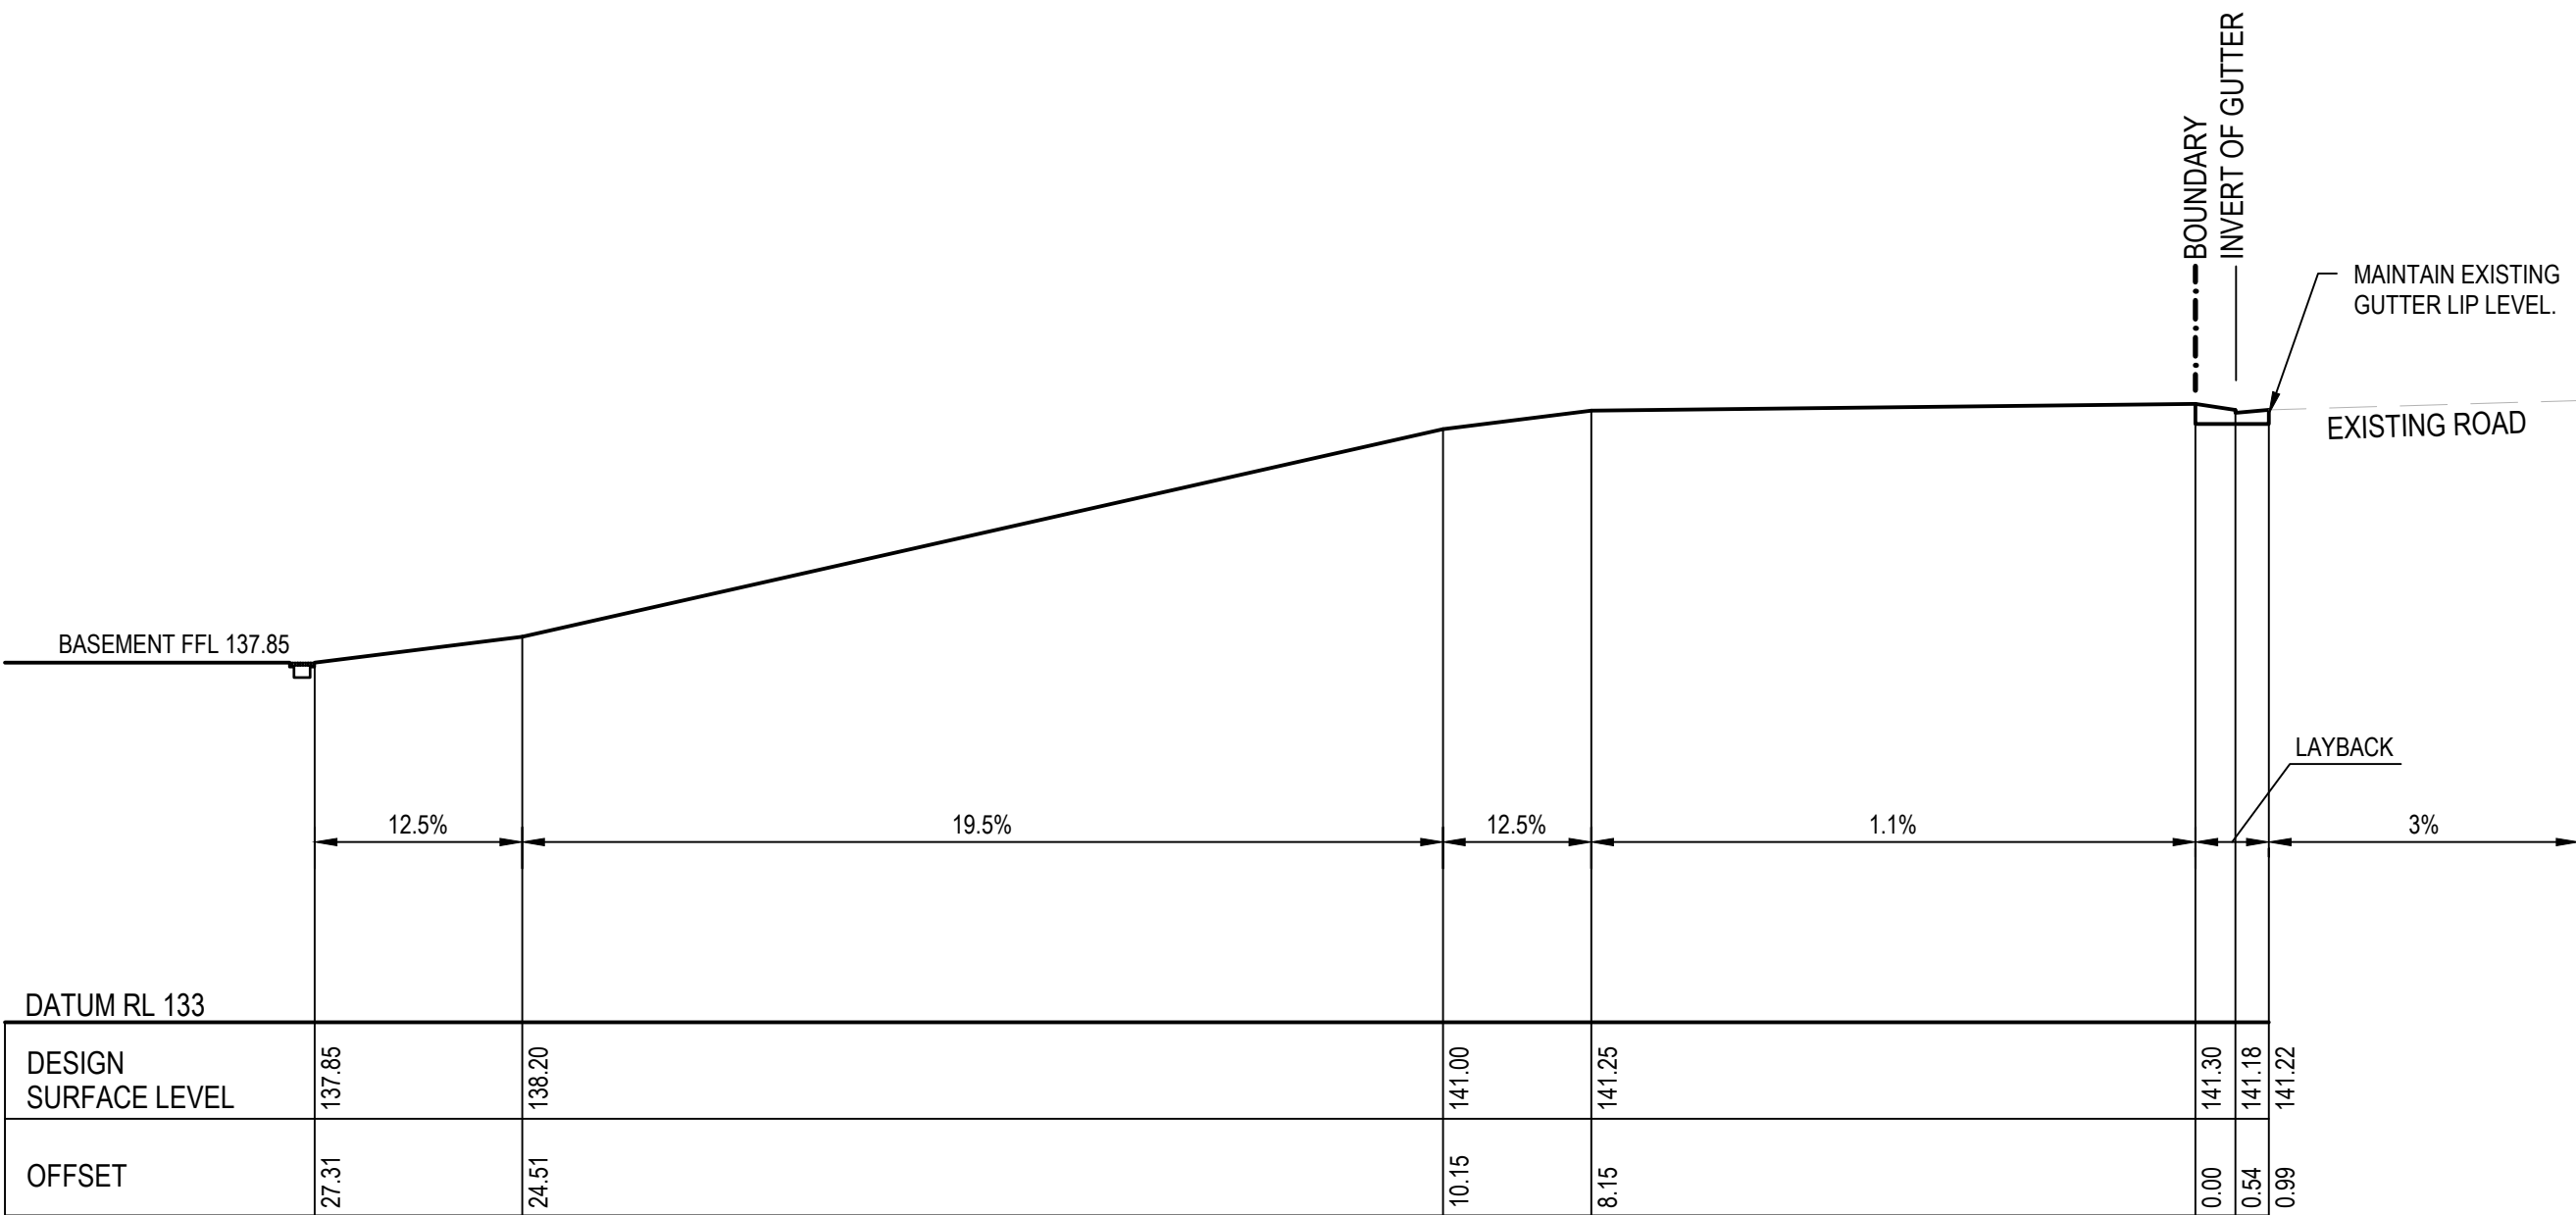 BOUNDARY
INVERT OF GUTTER
MAINTAIN EXISTING
GUTTER LIP LEVEL.
EXISTING ROAD
BASEMENT FFL 137.85
LAYBACK
12.5%
19.5%
12.5%
1.1%
3%
DATUM RL 133
DESIGN
SURFACE LEVEL
137.85
138.20
141.00
141.25
141.30
141.18
141.22
OFFSET
27.31
24.51
10.15
8.15
0.00
0.54
0.99